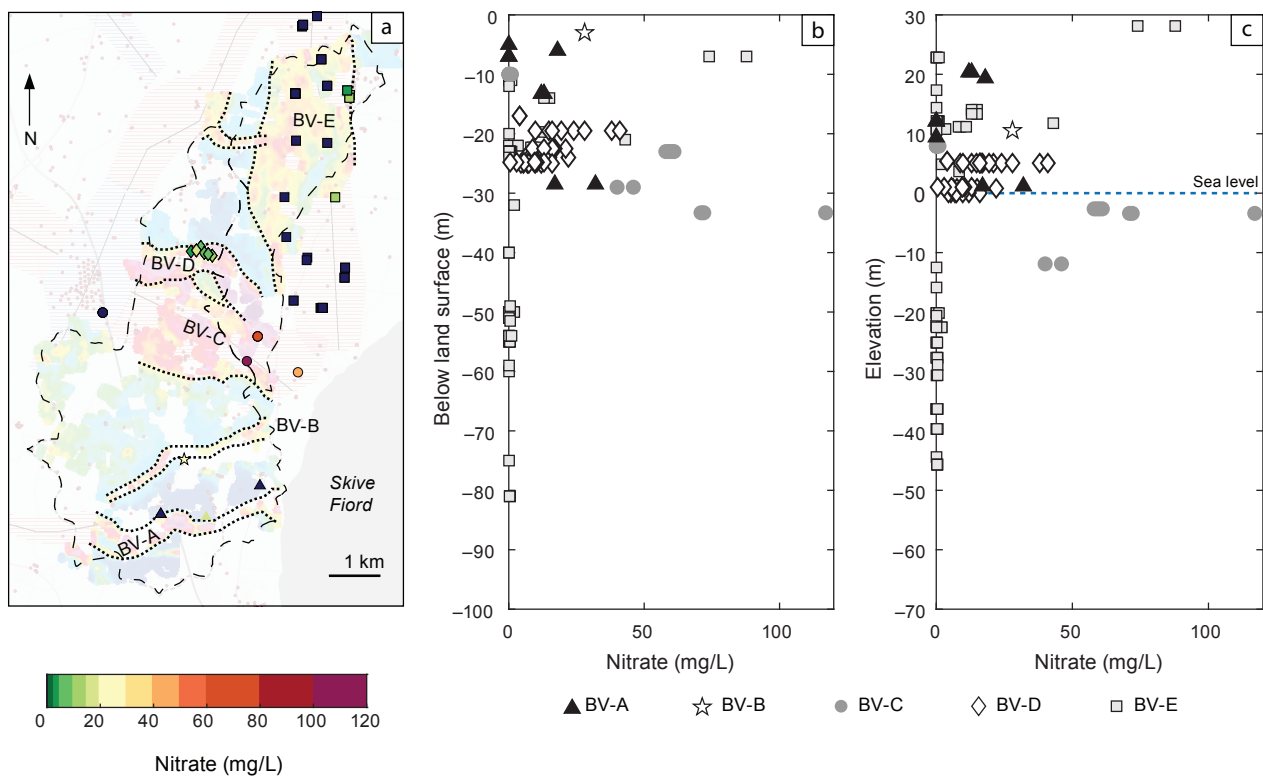 a
N
BV-E
BV-D
BV-C
BV-B
Skive
Fiord
BV-A
1 km
0 20 40 60 80 100 120
Nitrate (mg/L)
b
0
–10
–20
–30
–40
–50
–60
–70
–80
–90
–100
Below land surface (m)
0 50 100
Nitrate (mg/L)
c
30
20
10
0
–10
–20
–30
–40
–50
–60
–70
Elevation (m)
Sea level
0 50 100
Nitrate (mg/L)
BV-A BV-B BV-C BV-D BV-E